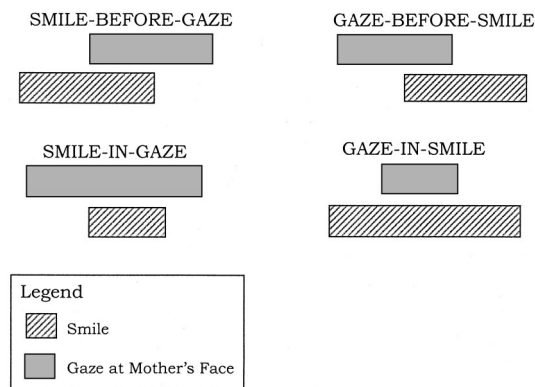 SMILE-BEFORE-GAZE
GAZE-BEFORE-SMILE
SMILE-IN-GAZE
GAZE-IN-SMILE
Legend
Smile
Gaze at Mother's Face